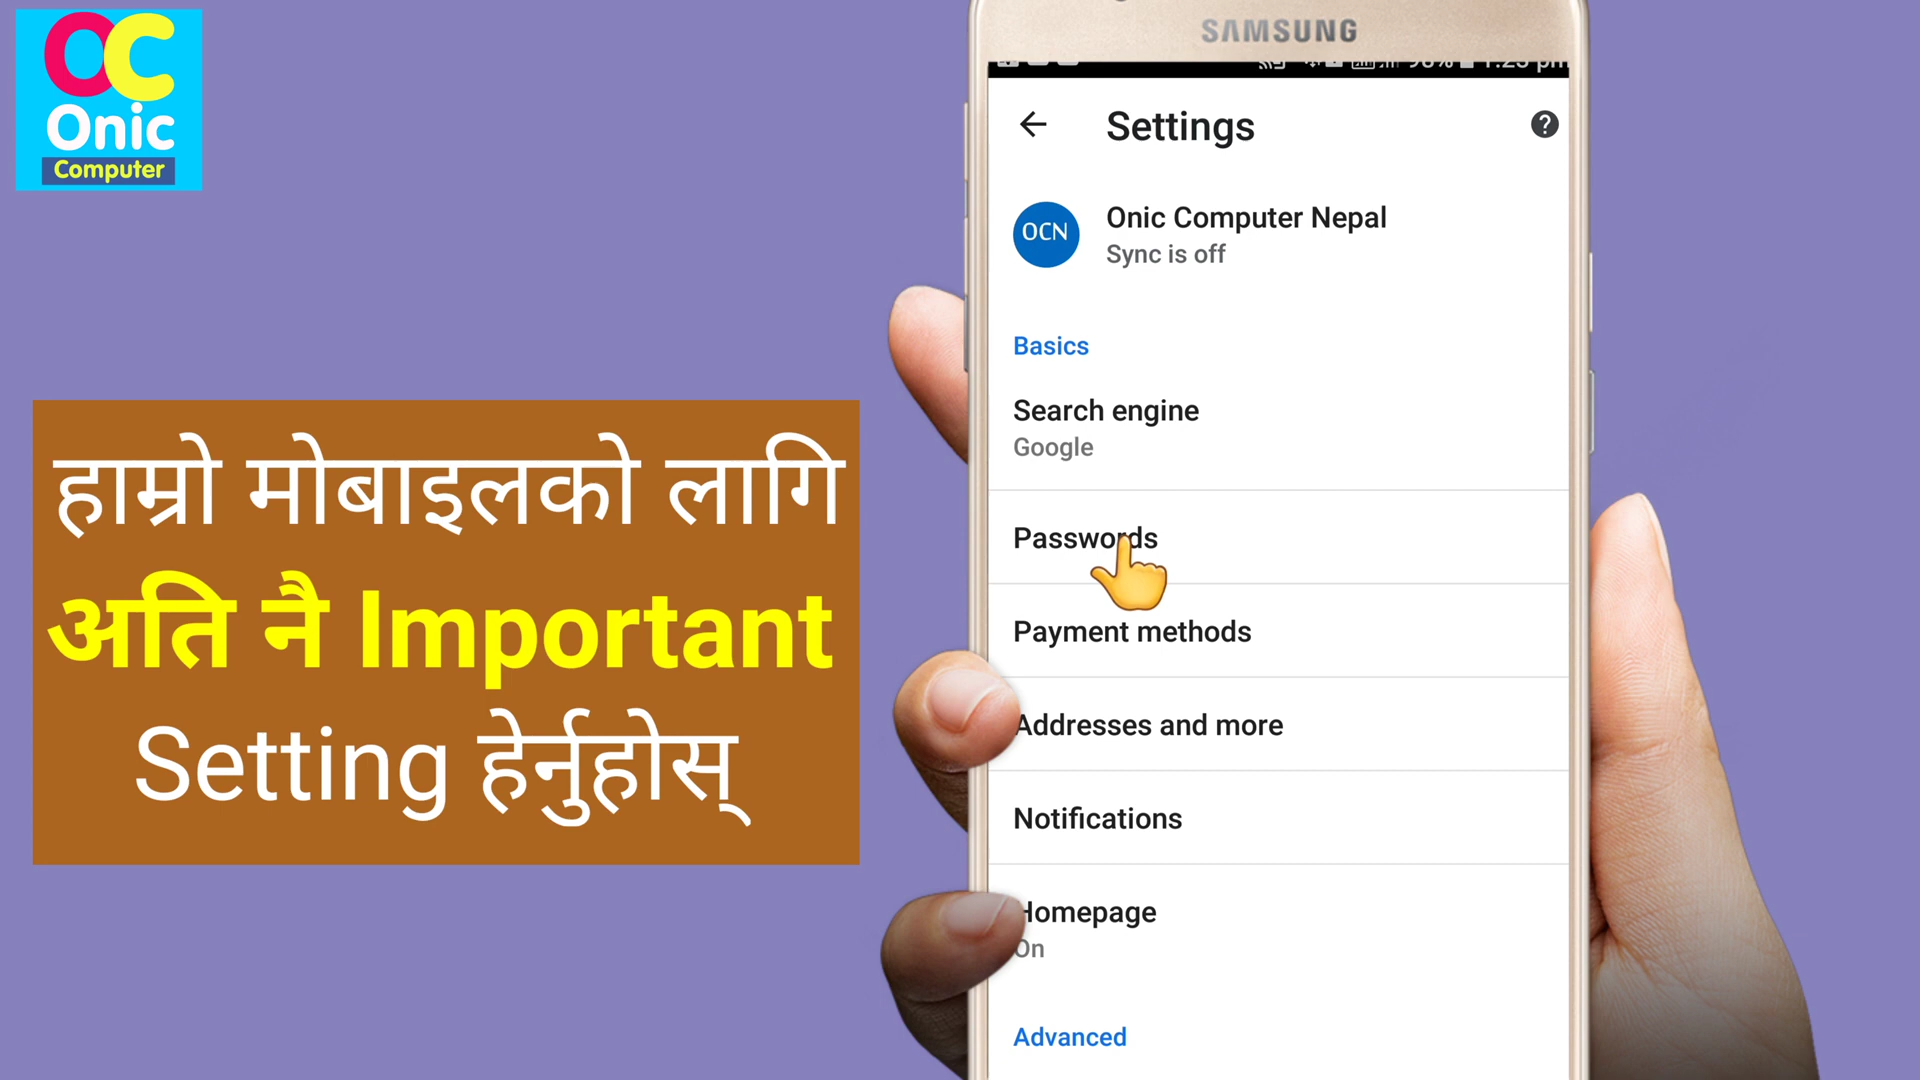 OC
Onic
Computer
हाम्रो मोबाइलको लागि
अति नै Important
Setting हेर्नुहोस्
SAMSUNG
Settings
?
OCN
Onic Computer Nepal
Sync is off
Basics
Search engine
Google
Passwords
Payment methods
Addresses and more
Notifications
Homepage
On
Advanced